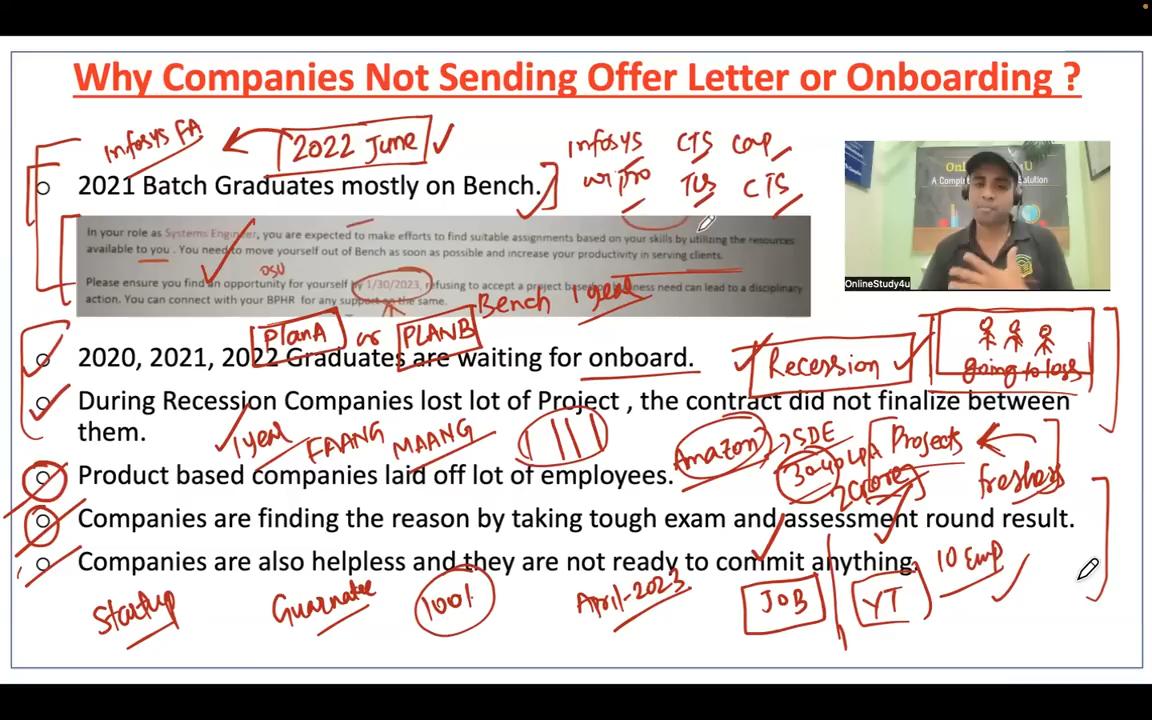 Why Companies Not Sending Offer Letter or Onboarding ?
Infosys FA
2022 June
Infosys CTS Cap
Wipro TCS CTS
2021 Batch Graduates mostly on Bench.
In your role as Systems Engineer, you are expected to make efforts to find suitable assignments based on your skills by utilizing the resources
available to you . You need to move yourself out of Bench as soon as possible and increase your productivity in serving clients.
Please ensure you find an opportunity for yourself by 1/30/2023, refusing to accept a project based on business need can lead to a disciplinary
action. You can connect with your BPHR for any support on the same.
Bench 1 year
PlanA or PLANB
2020, 2021, 2022 Graduates are waiting for onboard.
Recession
going to loss
During Recession Companies lost lot of Project , the contract did not finalize between
them.
1 year FAANG MAANG
Amazon SDE
30-40 LPA
2 crore
Projects
freshers
Product based companies laid off lot of employees.
Companies are finding the reason by taking tough exam and assessment round result.
Companies are also helpless and they are not ready to commit anything.
Startup
Guarnatee
100%
April-2023
JOB
YT
10 Emp
OnlineStudy4u